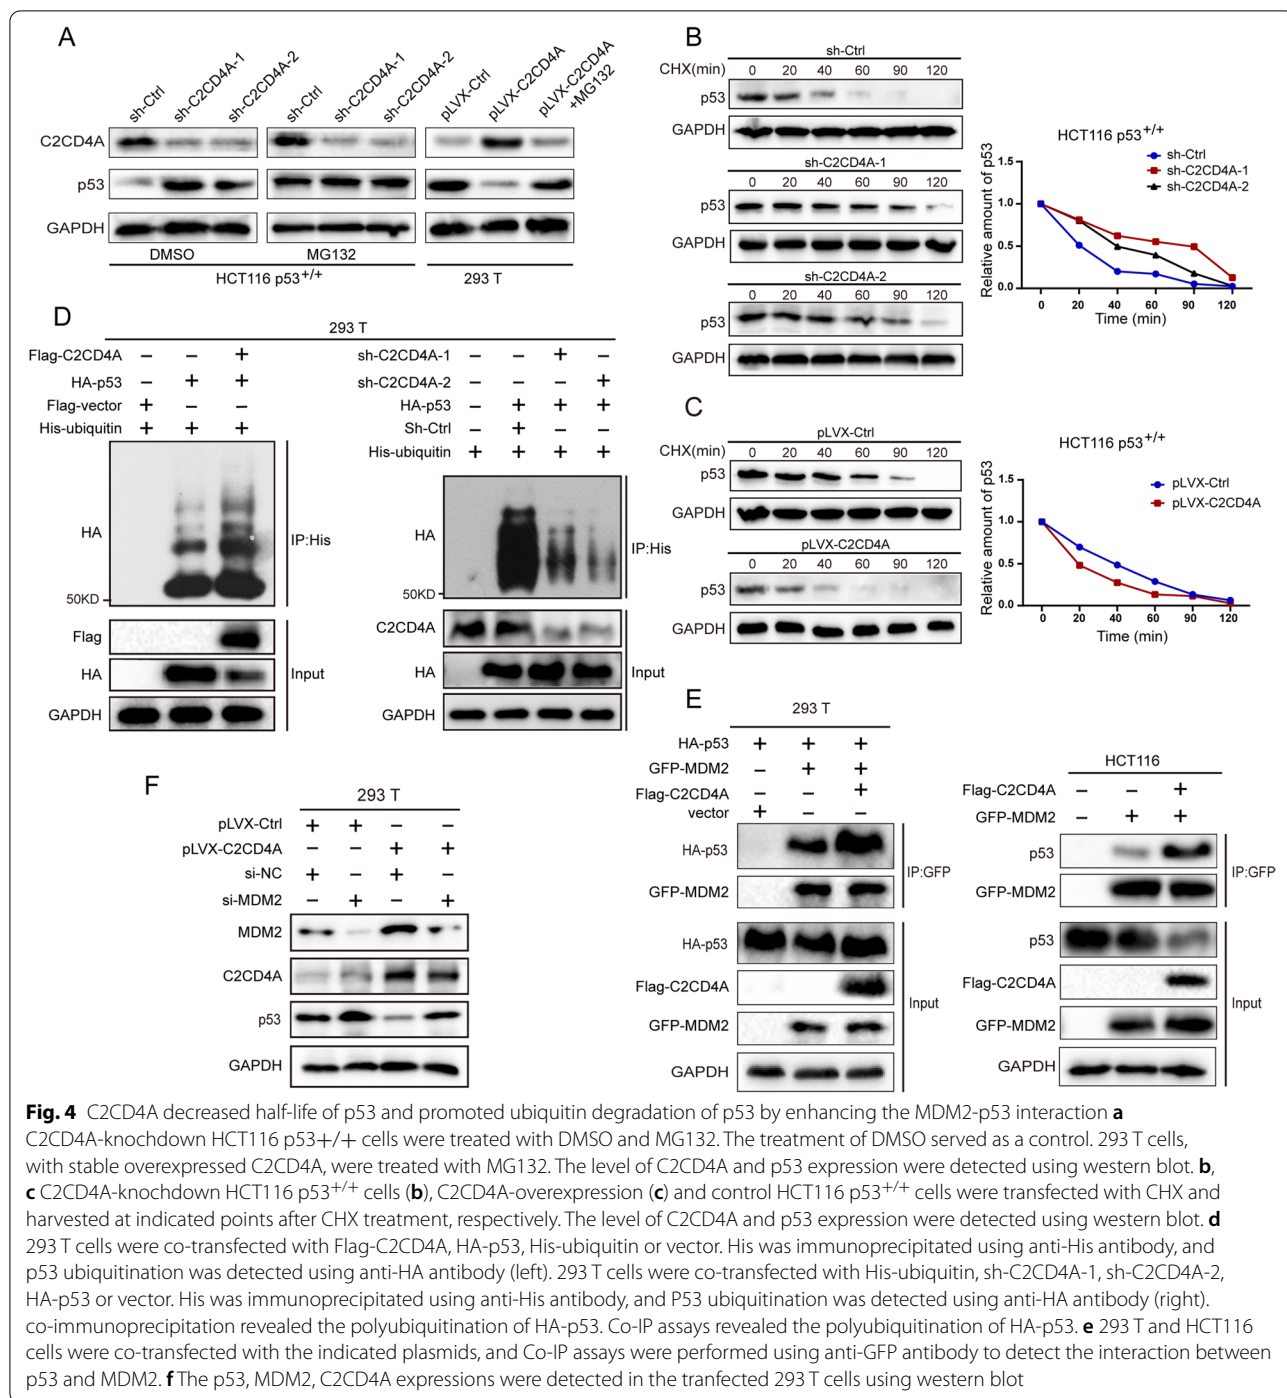 A
sh-Ctrl sh-C2CD4A-1 sh-C2CD4A-2 sh-Ctrl sh-C2CD4A-1 sh-C2CD4A-2 pLVX-Ctrl pLVX-C2CD4A pLVX-C2CD4A +MG132
C2CD4A
p53
GAPDH
DMSO MG132
HCT116 p53+/+ 293 T
B
sh-Ctrl
CHX(min) 0 20 40 60 90 120
p53
GAPDH
sh-C2CD4A-1
0 20 40 60 90 120
p53
GAPDH
sh-C2CD4A-2
0 20 40 60 90 120
p53
GAPDH
HCT116 p53+/+
sh-Ctrl
sh-C2CD4A-1
sh-C2CD4A-2
Relative amount of p53
1.5
1.0
0.5
0.0
0 20 40 60 90 120
Time (min)
C
pLVX-Ctrl
CHX(min) 0 20 40 60 90 120
p53
GAPDH
pLVX-C2CD4A
0 20 40 60 90 120
p53
GAPDH
HCT116 p53+/+
pLVX-Ctrl
pLVX-C2CD4A
Relative amount of p53
1.5
1.0
0.5
0.0
0 20 40 60 90 120
Time (min)
D
293 T
Flag-C2CD4A − − +
HA-p53 − + +
Flag-vector + − −
His-ubiquitin + + +
HA
50KD
IP:His
Flag
HA
GAPDH
Input
sh-C2CD4A-1 − − + −
sh-C2CD4A-2 − − − +
HA-p53 − + + +
Sh-Ctrl − + − −
His-ubiquitin + + + +
HA
50KD
IP:His
C2CD4A
HA
GAPDH
Input
E
293 T
HA-p53 + + +
GFP-MDM2 − + +
Flag-C2CD4A − − +
vector + − −
HA-p53
GFP-MDM2
IP:GFP
HA-p53
Flag-C2CD4A
GFP-MDM2
GAPDH
Input
HCT116
Flag-C2CD4A − − +
GFP-MDM2 − + +
p53
GFP-MDM2
IP:GFP
p53
Flag-C2CD4A
GFP-MDM2
GAPDH
Input
F
293 T
pLVX-Ctrl + + − −
pLVX-C2CD4A − − + +
si-NC + − + −
si-MDM2 − + − +
MDM2
C2CD4A
p53
GAPDH
Fig. 4 C2CD4A decreased half-life of p53 and promoted ubiquitin degradation of p53 by enhancing the MDM2-p53 interaction a
C2CD4A-knochdown HCT116 p53+/+ cells were treated with DMSO and MG132. The treatment of DMSO served as a control. 293 T cells,
with stable overexpressed C2CD4A, were treated with MG132. The level of C2CD4A and p53 expression were detected using western blot. b,
c C2CD4A-knochdown HCT116 p53+/+ cells (b), C2CD4A-overexpression (c) and control HCT116 p53+/+ cells were transfected with CHX and
harvested at indicated points after CHX treatment, respectively. The level of C2CD4A and p53 expression were detected using western blot. d
293 T cells were co-transfected with Flag-C2CD4A, HA-p53, His-ubiquitin or vector. His was immunoprecipitated using anti-His antibody, and
p53 ubiquitination was detected using anti-HA antibody (left). 293 T cells were co-transfected with His-ubiquitin, sh-C2CD4A-1, sh-C2CD4A-2,
HA-p53 or vector. His was immunoprecipitated using anti-His antibody, and P53 ubiquitination was detected using anti-HA antibody (right).
co-immunoprecipitation revealed the polyubiquitination of HA-p53. Co-IP assays revealed the polyubiquitination of HA-p53. e 293 T and HCT116
cells were co-transfected with the indicated plasmids, and Co-IP assays were performed using anti-GFP antibody to detect the interaction between
p53 and MDM2. f The p53, MDM2, C2CD4A expressions were detected in the tranfected 293 T cells using western blot